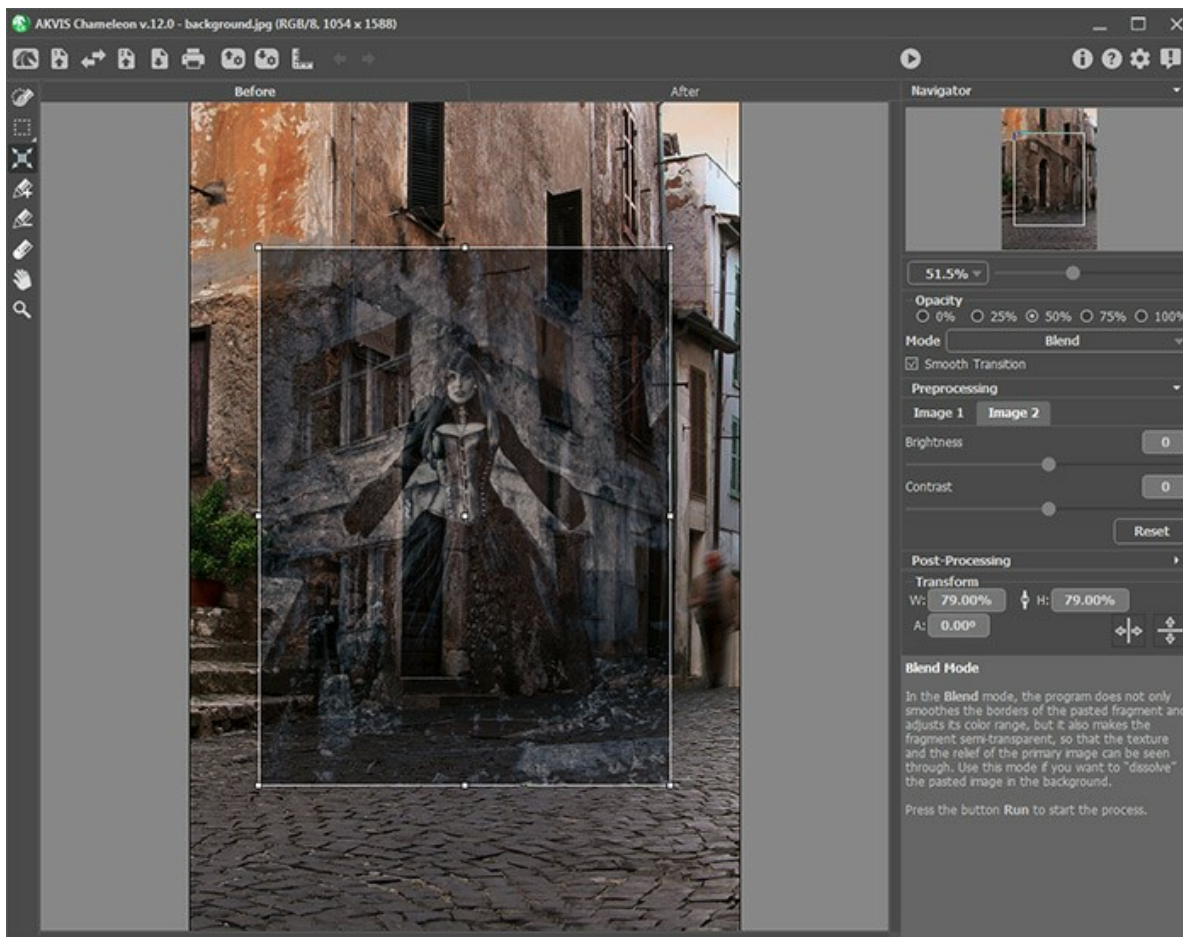 AKVIS Chameleon v.12.0 - background.jpg (RGB/8, 1054 x 1588)
Before
After
Navigator
51.5%
Opacity
0% 25% 50% 75% 100%
Mode Blend
Smooth Transition
Preprocessing
Image 1 Image 2
Brightness 0
Contrast 0
Reset
Post-Processing
Transform
W: 79.00% H: 79.00%
A: 0.00º
Blend Mode
In the Blend mode, the program does not only
smoothes the borders of the pasted fragment and
adjusts its color range, but it also makes the
fragment semi-transparent, so that the texture
and the relief of the primary image can be seen
through. Use this mode if you want to "dissolve"
the pasted image in the background.
Press the button Run to start the process.